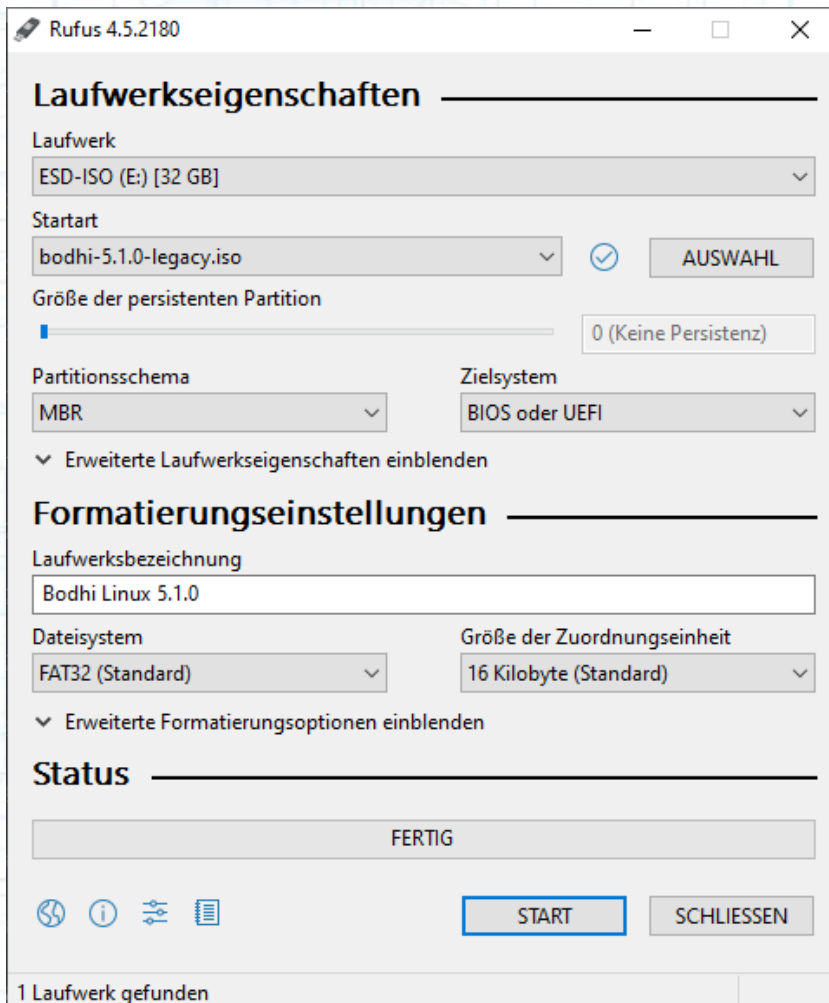 Rufus 4.5.2180
Laufwerkseigenschaften
Laufwerk
ESD-ISO (E:) [32 GB]
Startart
bodhi-5.1.0-legacy.iso
AUSWAHL
Größe der persistenten Partition
0 (Keine Persistenz)
Partitionsschema
Zielsystem
MBR
BIOS oder UEFI
Erweiterte Laufwerkseigenschaften einblenden
Formatierungseinstellungen
Laufwerksbezeichnung
Bodhi Linux 5.1.0
Dateisystem
Größe der Zuordnungseinheit
FAT32 (Standard)
16 Kilobyte (Standard)
Erweiterte Formatierungsoptionen einblenden
Status
FERTIG
START
SCHLIESSEN
1 Laufwerk gefunden